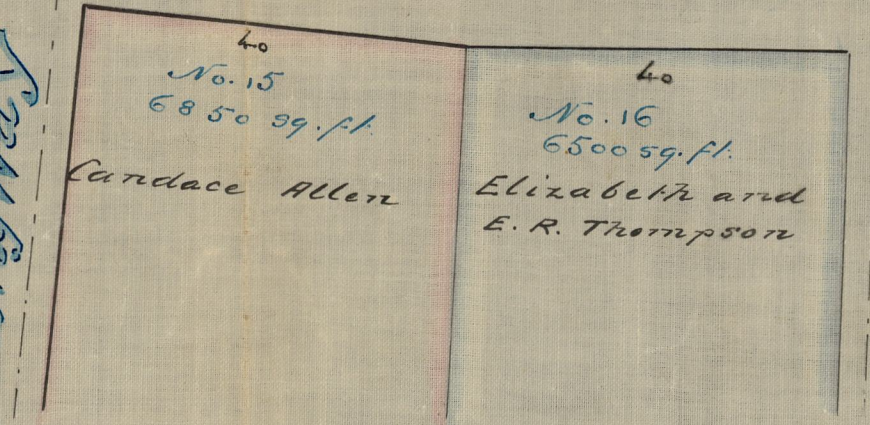 40
No. 15
6850 sq. ft.
Candace Allen
40
No. 16
6500 sq. ft.
Elizabeth and
E. R. Thompson